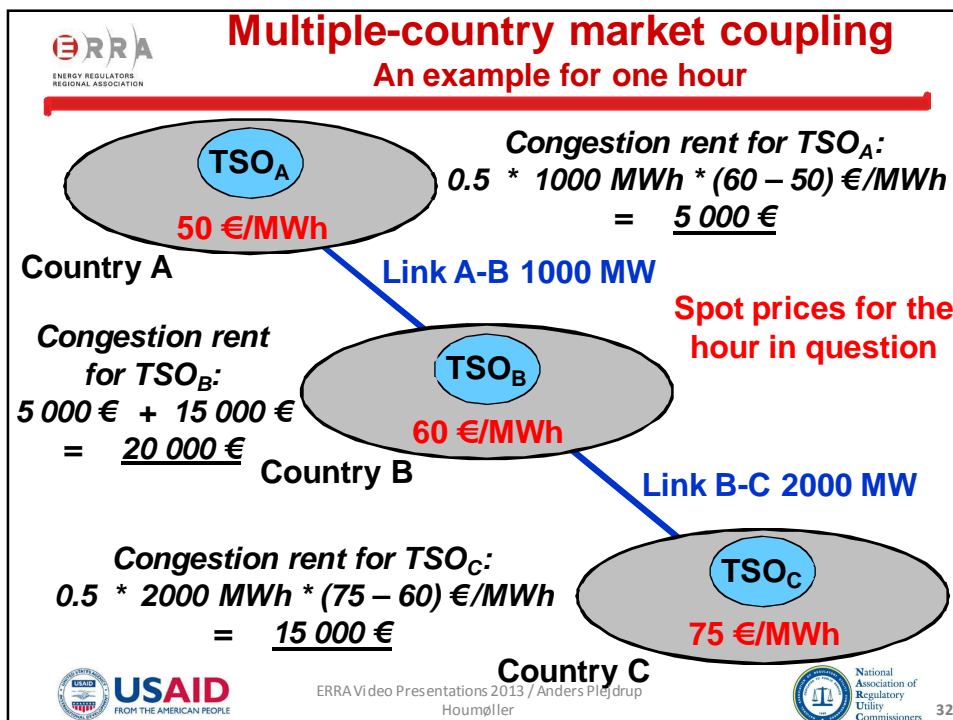 Multiple-country market coupling
An example for one hour
ERRA
ENERGY REGULATORS
REGIONAL ASSOCIATION
TSOA
50 €/MWh
Country A
Congestion rent for TSOA:
0.5 * 1000 MWh * (60 – 50) €/MWh
= 5 000 €
Link A-B 1000 MW
Spot prices for the
hour in question
Congestion rent
for TSOB:
5 000 € + 15 000 €
= 20 000 €
TSOB
60 €/MWh
Country B
Link B-C 2000 MW
Congestion rent for TSOC:
0.5 * 2000 MWh * (75 – 60) €/MWh
= 15 000 €
TSOC
75 €/MWh
Country C
USAID
FROM THE AMERICAN PEOPLE
ERRA Video Presentations 2013 / Anders Plejdrup
Houmøller
National
Association of
Regulatory
Utility
Commissioners
32